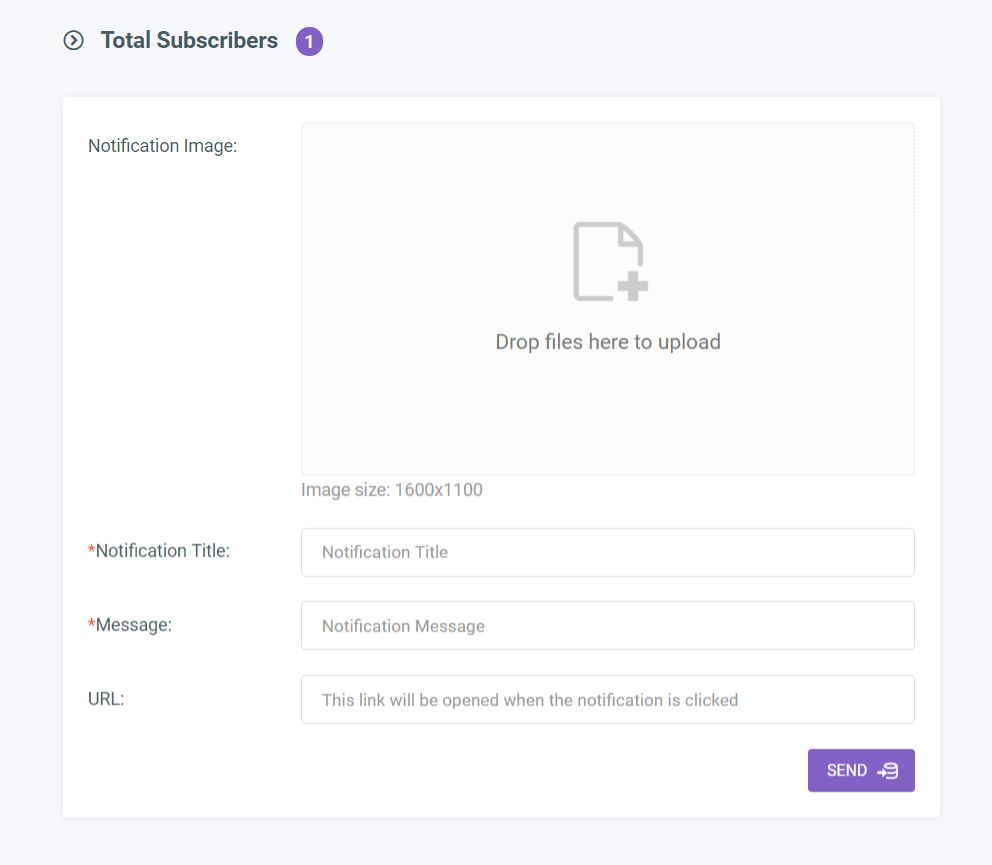 Total Subscribers 1
Notification Image:
Drop files here to upload
Image size: 1600x1100
*Notification Title: Notification Title
*Message: Notification Message
URL: This link will be opened when the notification is clicked
SEND